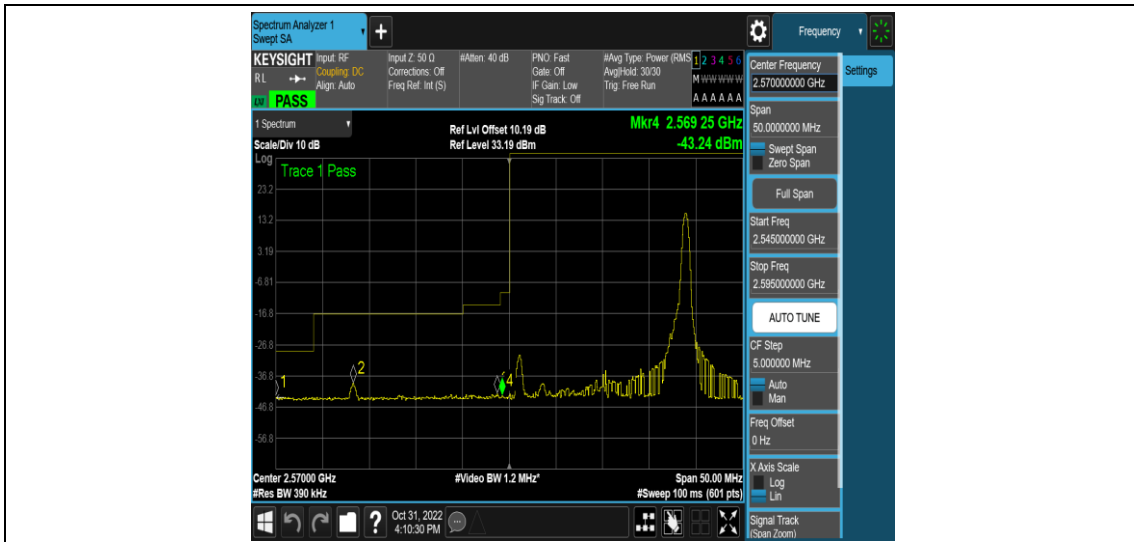 Spectrum Analyzer 1
Swept SA
+
Frequency
KEYSIGHT
RL
LXI
PASS
Input: RF
Coupling: DC
Align: Auto
Input Z: 50 Ω
Corrections: Off
Freq Ref: Int (S)
#Atten: 40 dB
PNO: Fast
Gate: Off
IF Gain: Low
Sig Track: Off
#Avg Type: Power (RMS
Avg|Hold: 30/30
Trig: Free Run
1 2 3 4 5 6
M W W W W W
A A A A A A
1 Spectrum
Scale/Div 10 dB
Ref Lvl Offset 10.19 dB
Ref Level 33.19 dBm
Mkr4 2.569 25 GHz
-43.24 dBm
Log
Trace 1 Pass
23.2
13.2
3.19
-6.81
-16.8
-26.8
-36.8
-46.8
-56.8
1
2
4
Center 2.57000 GHz
#Res BW 390 kHz
#Video BW 1.2 MHz*
Span 50.00 MHz
#Sweep 100 ms (601 pts)
?
Oct 31, 2022
4:10:30 PM
Settings
Center Frequency
2.570000000 GHz
Span
50.0000000 MHz
Swept Span
Zero Span
Full Span
Start Freq
2.545000000 GHz
Stop Freq
2.595000000 GHz
AUTO TUNE
CF Step
5.000000 MHz
Auto
Man
Freq Offset
0 Hz
X Axis Scale
Log
Lin
Signal Track
(Span Zoom)